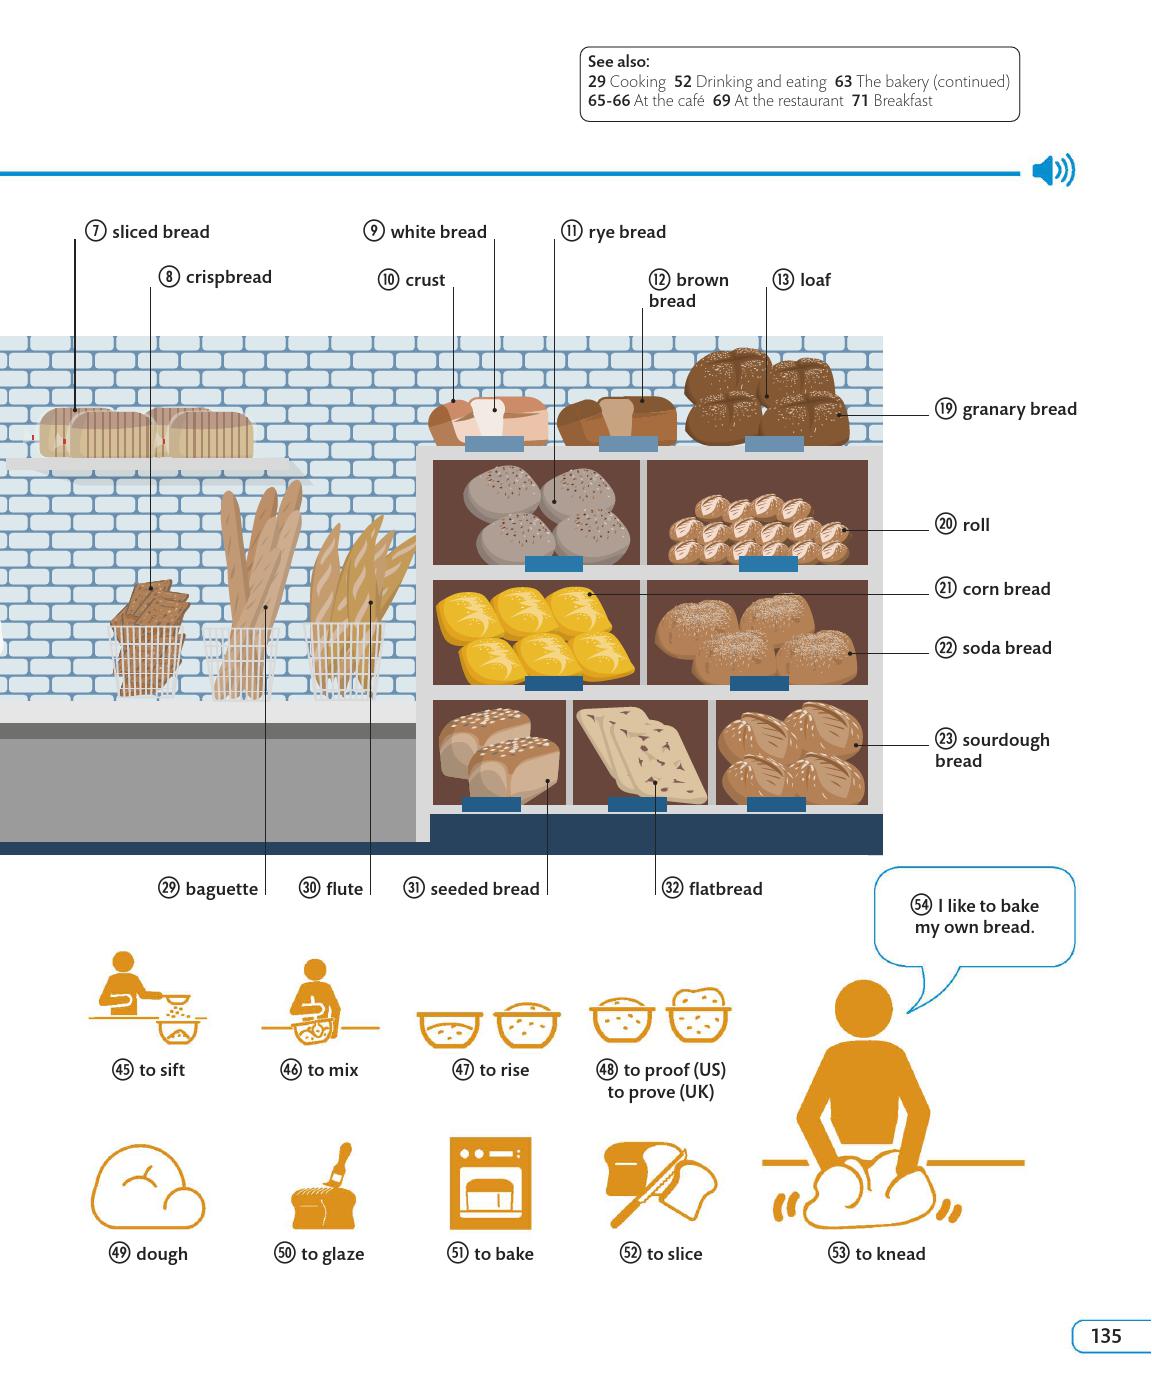 See also:
29 Cooking 52 Drinking and eating 63 The bakery (continued)
65-66 At the café 69 At the restaurant 71 Breakfast
7 sliced bread
9 white bread
11 rye bread
8 crispbread
10 crust
12 brown
bread
13 loaf
19 granary bread
20 roll
21 corn bread
22 soda bread
23 sourdough
bread
29 baguette
30 flute
31 seeded bread
32 flatbread
54 I like to bake
my own bread.
45 to sift
46 to mix
47 to rise
48 to proof (US)
to prove (UK)
49 dough
50 to glaze
51 to bake
52 to slice
53 to knead
135